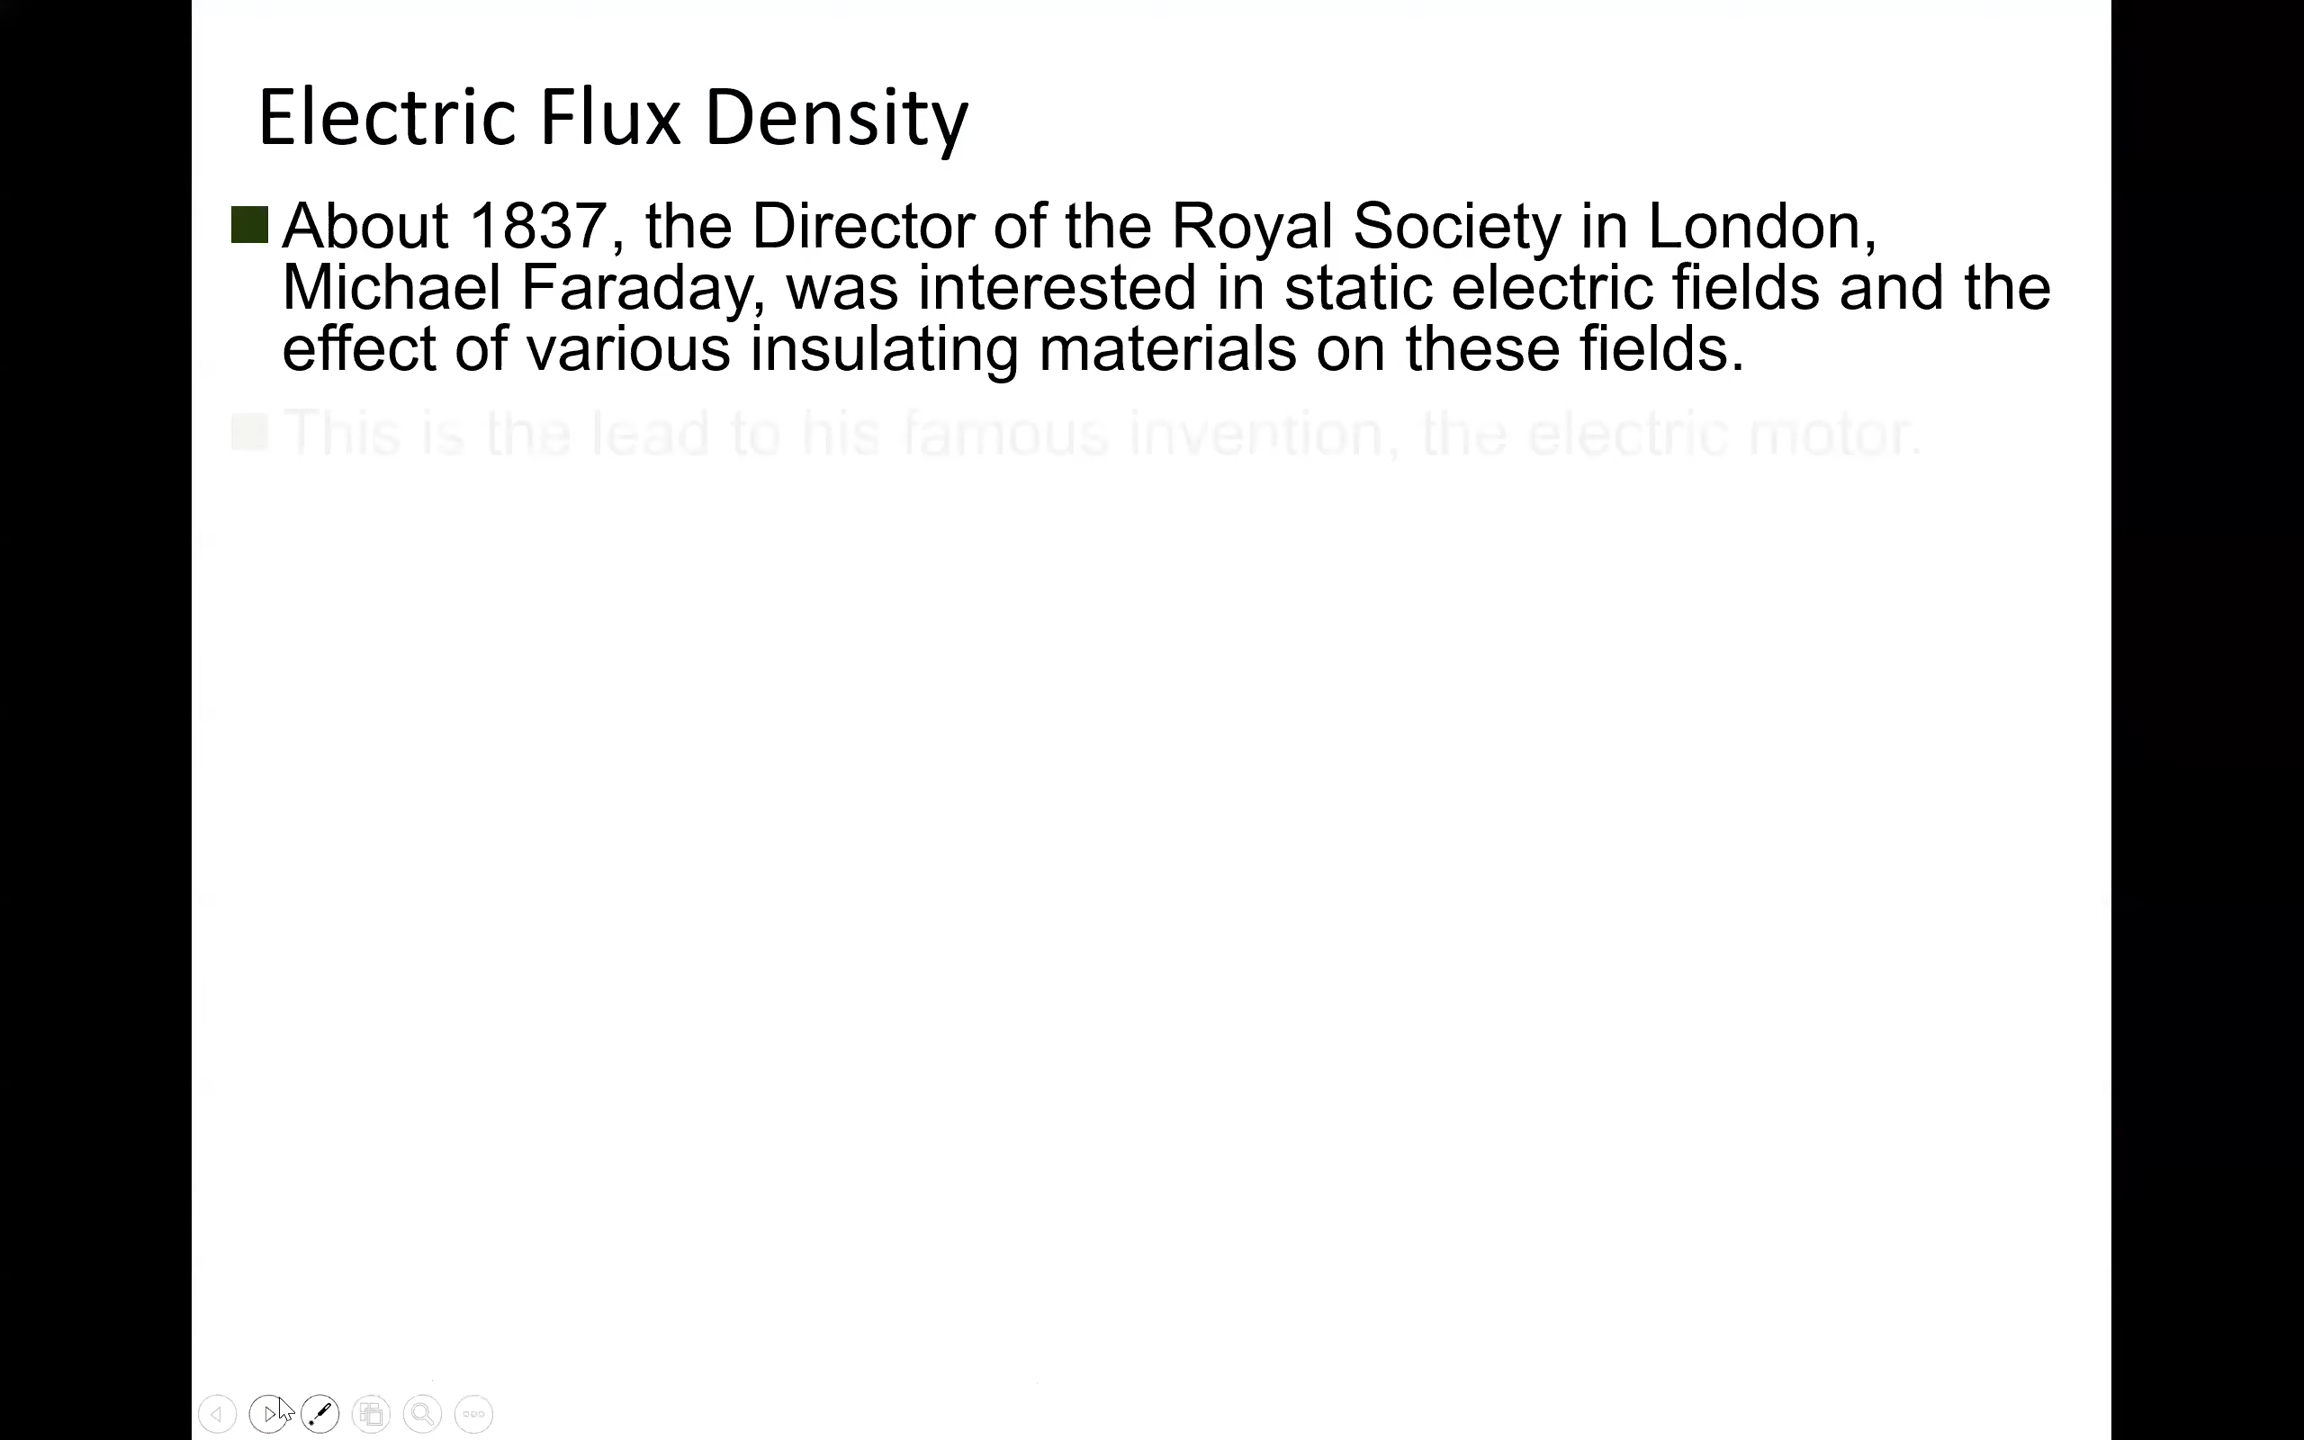 Electric Flux Density
About 1837, the Director of the Royal Society in London,
Michael Faraday, was interested in static electric fields and the
effect of various insulating materials on these fields.
This is the lead to his famous invention, the electric motor.